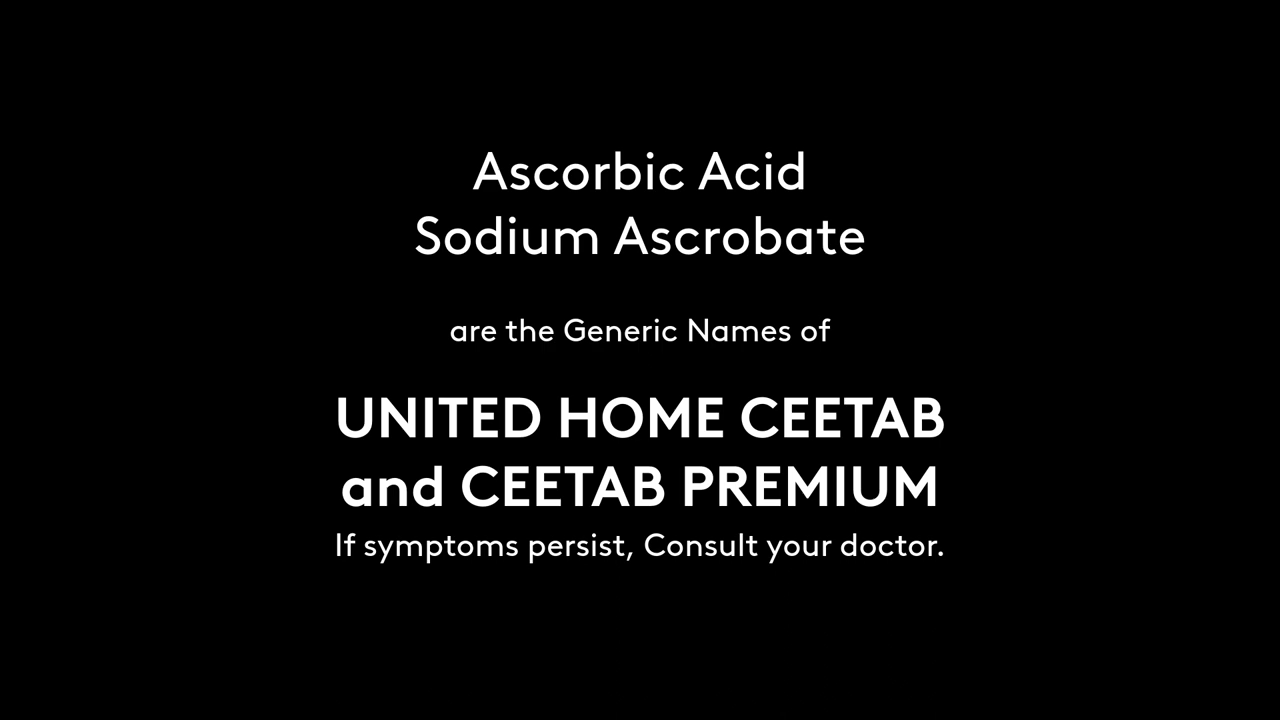 Ascorbic Acid
Sodium Ascrobate
are the Generic Names of
UNITED HOME CEETAB
and CEETAB PREMIUM
If symptoms persist, Consult your doctor.